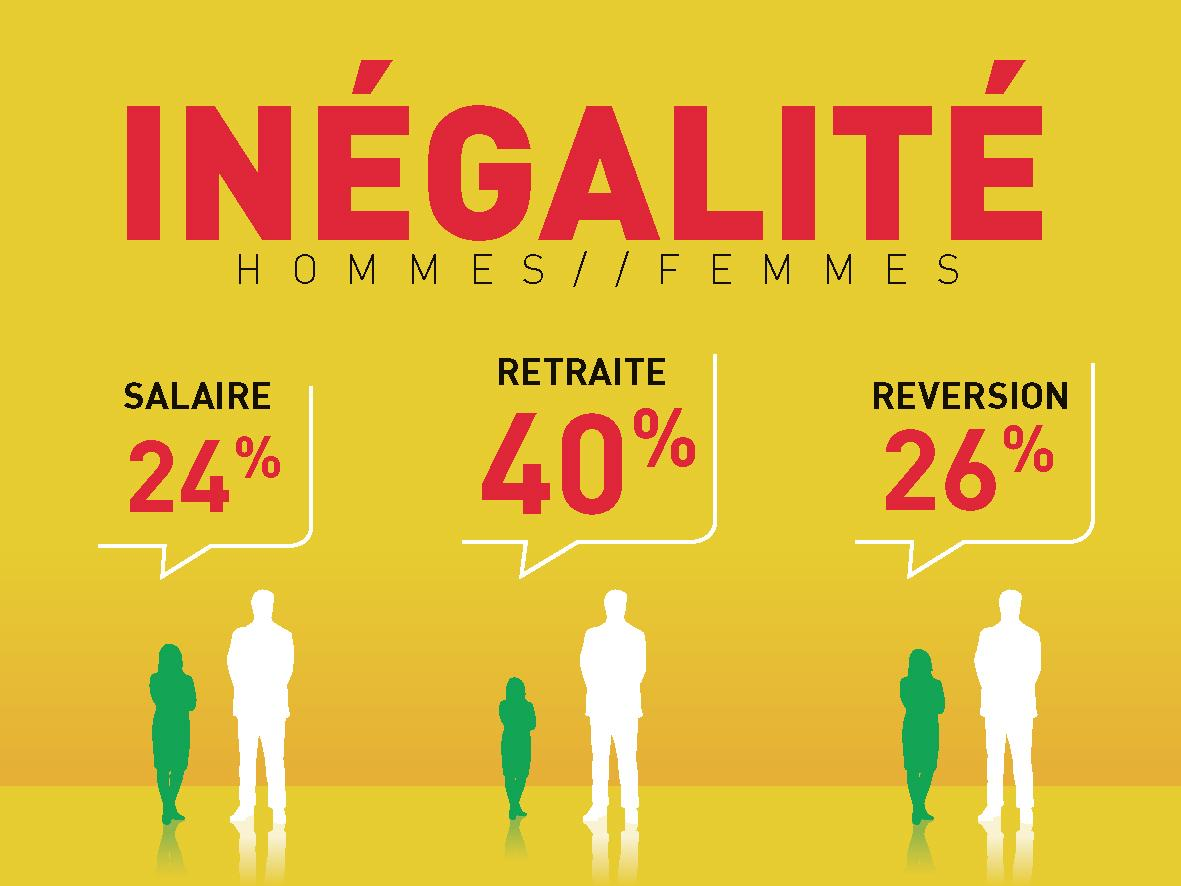 INÉGALITÉ
HOMMES//FEMMES
SALAIRE
24%
RETRAITE
40%
REVERSION
26%